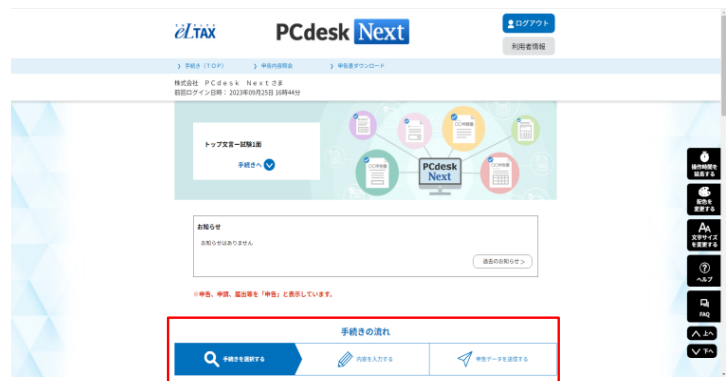 eLTAX
PCdesk Next
ログアウト
利用者情報
手続き（TOP）
申告内容照会
申告書ダウンロード
株式会社　PCdesk　Nextさま
前回ログイン日時：2023年09月25日 16時44分
トップ文言ー試験1面
手続きへ
PCdesk
Next
お知らせ
お知らせはありません
過去のお知らせ＞
※申告、申請、届出等を「申告」と表示しています。
手続きの流れ
手続きを選択する
内容を入力する
申告データを送信する
操作時間を
延長する
配色を
変更する
AA
文字サイズ
を変更する
?
ヘルプ
FAQ
上へ
下へ